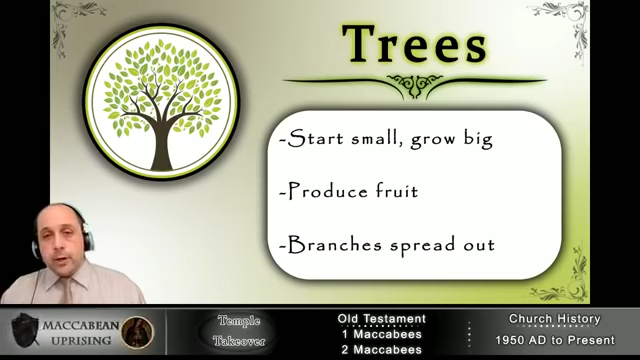 Trees
-Start small, grow big
-Produce fruit
-Branches spread out
MACCABEAN
UPRISING
Temple
Takeover
Old Testament
1 Maccabees
2 Maccabees
Church History
1950 AD to Present